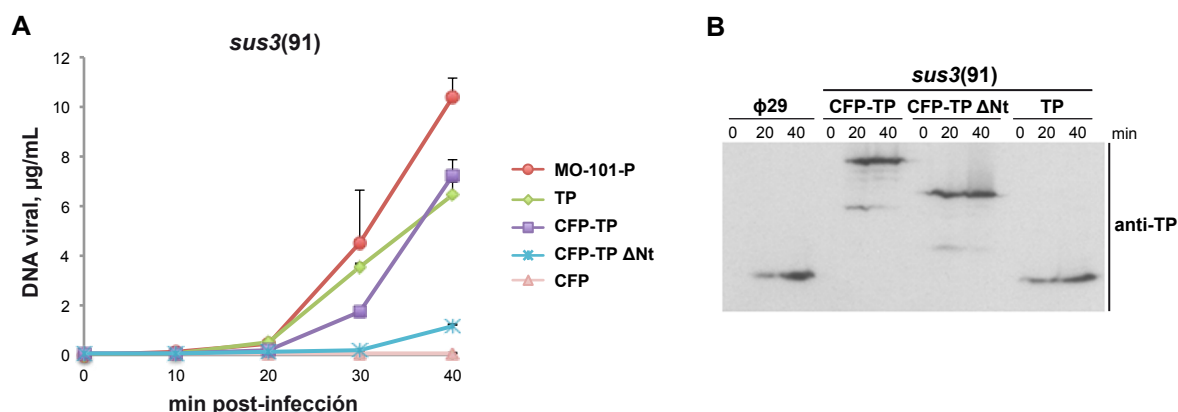 A
sus3(91)
DNA viral, µg/mL
12
10
8
6
4
2
0
0 10 20 30 40
min post-infección
MO-101-P
TP
CFP-TP
CFP-TP ΔNt
CFP
B
sus3(91)
ϕ29 CFP-TP CFP-TP ΔNt TP
0 20 40 0 20 40 0 20 40 0 20 40 min
anti-TP